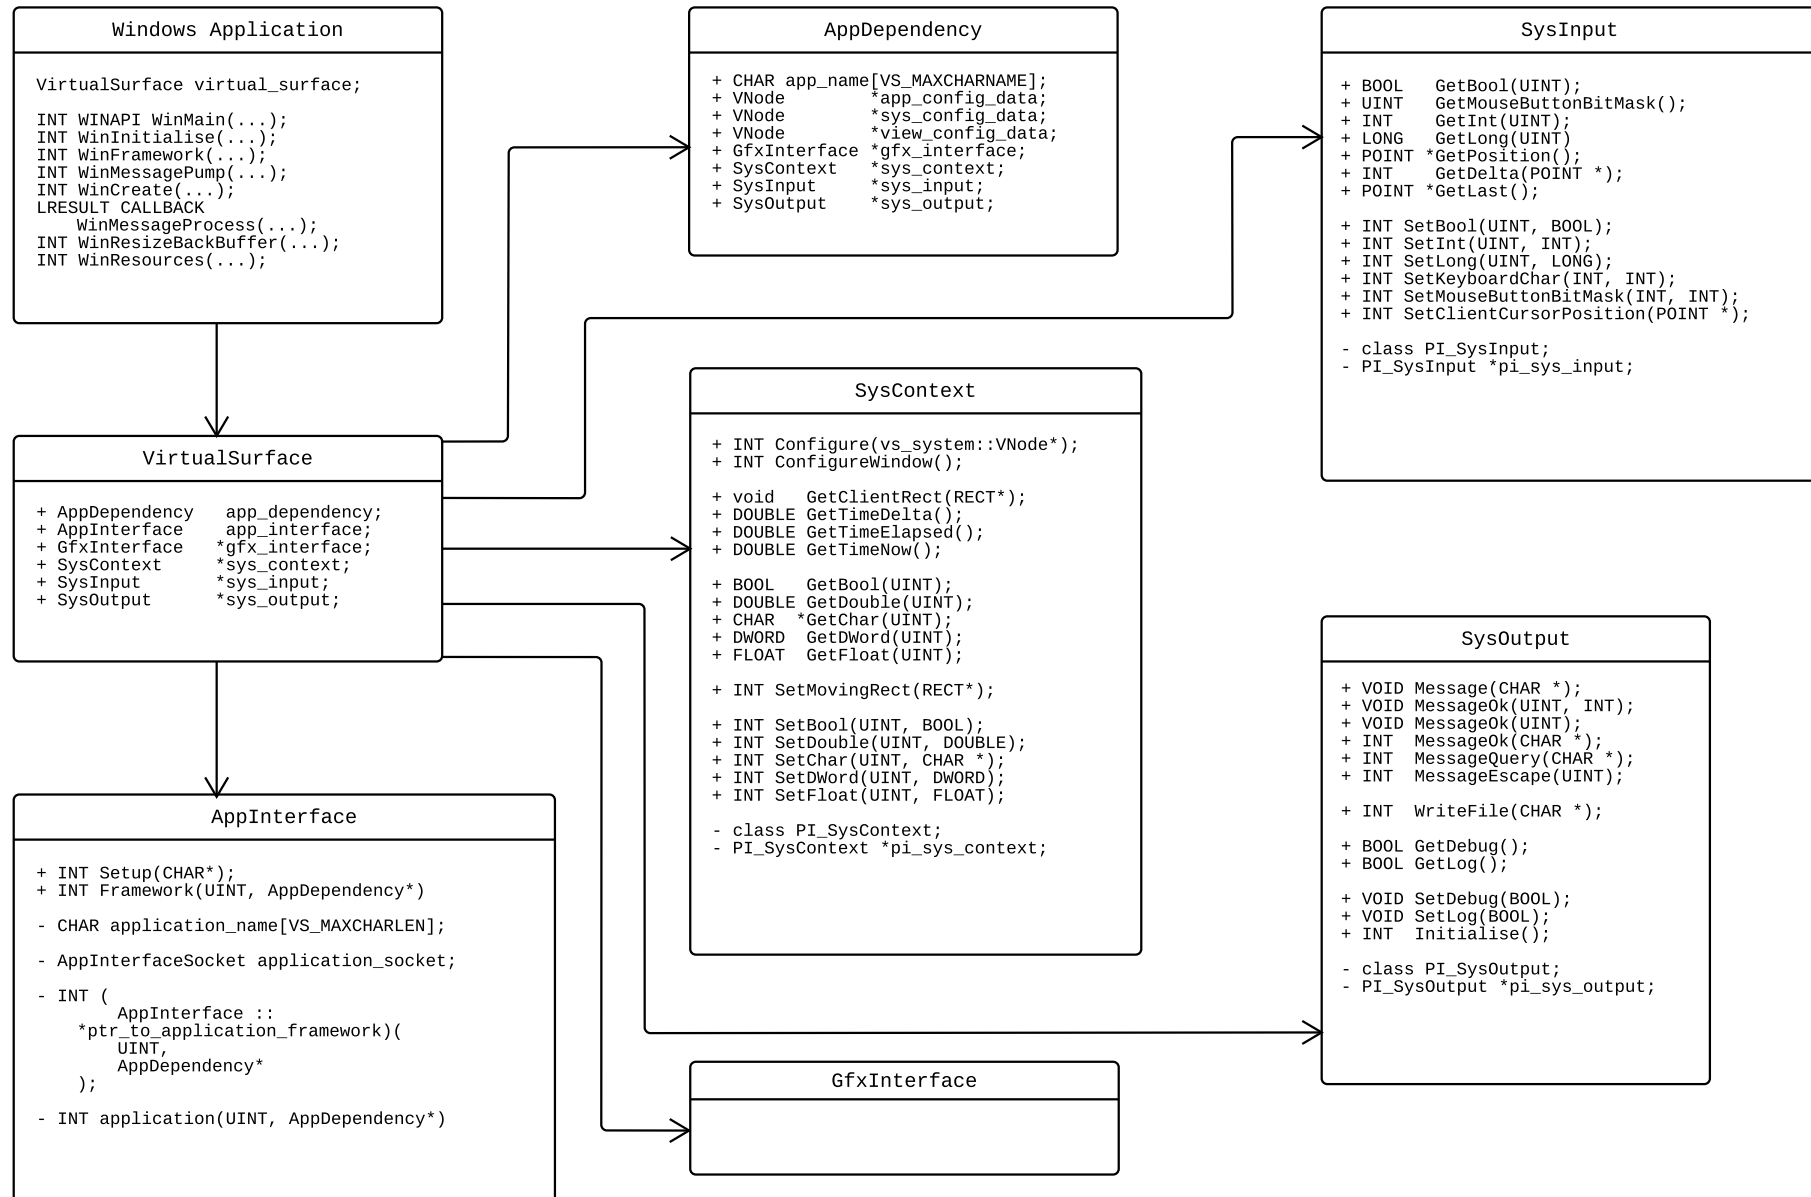 Windows Application
VirtualSurface virtual_surface;
INT WINAPI WinMain(...);
INT WinInitialise(...);
INT WinFramework(...);
INT WinMessagePump(...);
INT WinCreate(...);
LRESULT CALLBACK
WinMessageProcess(...);
INT WinResizeBackBuffer(...);
INT WinResources(...);
AppDependency
+ CHAR app_name[VS_MAXCHARNAME];
+ VNode        *app_config_data;
+ VNode        *sys_config_data;
+ VNode        *view_config_data;
+ GfxInterface *gfx_interface;
+ SysContext   *sys_context;
+ SysInput     *sys_input;
+ SysOutput    *sys_output;
SysInput
+ BOOL   GetBool(UINT);
+ UINT   GetMouseButtonBitMask();
+ INT    GetInt(UINT);
+ LONG   GetLong(UINT)
+ POINT *GetPosition();
+ INT    GetDelta(POINT *);
+ POINT *GetLast();
+ INT SetBool(UINT, BOOL);
+ INT SetInt(UINT, INT);
+ INT SetLong(UINT, LONG);
+ INT SetKeyboardChar(INT, INT);
+ INT SetMouseButtonBitMask(INT, INT);
+ INT SetClientCursorPosition(POINT *);
- class PI_SysInput;
- PI_SysInput *pi_sys_input;
VirtualSurface
+ AppDependency   app_dependency;
+ AppInterface    app_interface;
+ GfxInterface   *gfx_interface;
+ SysContext     *sys_context;
+ SysInput       *sys_input;
+ SysOutput      *sys_output;
SysContext
+ INT Configure(vs_system::VNode*);
+ INT ConfigureWindow();
+ void   GetClientRect(RECT*);
+ DOUBLE GetTimeDelta();
+ DOUBLE GetTimeElapsed();
+ DOUBLE GetTimeNow();
+ BOOL   GetBool(UINT);
+ DOUBLE GetDouble(UINT);
+ CHAR  *GetChar(UINT);
+ DWORD  GetDWord(UINT);
+ FLOAT  GetFloat(UINT);
+ INT SetMovingRect(RECT*);
+ INT SetBool(UINT, BOOL);
+ INT SetDouble(UINT, DOUBLE);
+ INT SetChar(UINT, CHAR *);
+ INT SetDWord(UINT, DWORD);
+ INT SetFloat(UINT, FLOAT);
- class PI_SysContext;
- PI_SysContext *pi_sys_context;
SysOutput
+ VOID Message(CHAR *);
+ VOID MessageOk(UINT, INT);
+ VOID MessageOk(UINT);
+ INT  MessageOk(CHAR *);
+ INT  MessageQuery(CHAR *);
+ INT  MessageEscape(UINT);
+ INT  WriteFile(CHAR *);
+ BOOL GetDebug();
+ BOOL GetLog();
+ VOID SetDebug(BOOL);
+ VOID SetLog(BOOL);
+ INT  Initialise();
- class PI_SysOutput;
- PI_SysOutput *pi_sys_output;
AppInterface
+ INT Setup(CHAR*);
+ INT Framework(UINT, AppDependency*)
- CHAR application_name[VS_MAXCHARLEN];
- AppInterfaceSocket application_socket;
- INT (
AppInterface ::
*ptr_to_application_framework)(
UINT,
AppDependency*
);
- INT application(UINT, AppDependency*)
GfxInterface